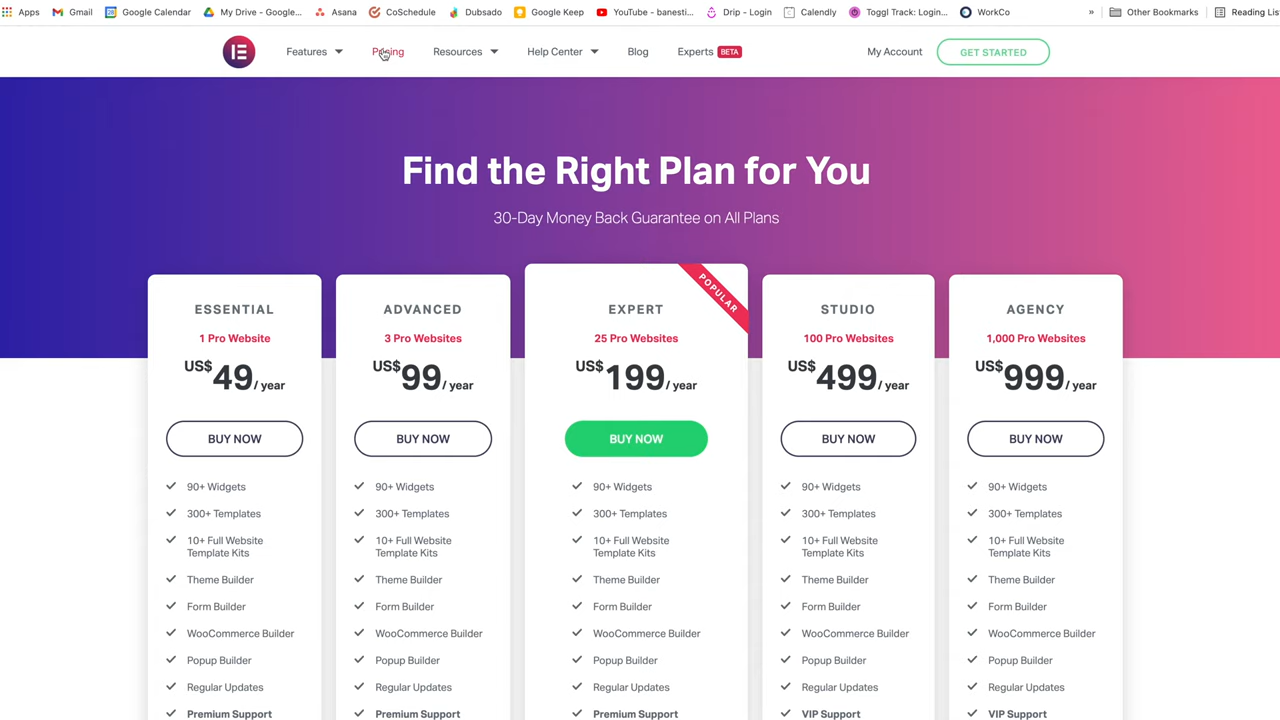 Apps Gmail Google Calendar My Drive - Google... Asana CoSchedule Dubsado Google Keep YouTube - banesti... Drip - Login Calendly Toggl Track: Login... WorkCo » Other Bookmarks Reading List
Features Pricing Resources Help Center Blog Experts BETA My Account GET STARTED
Find the Right Plan for You
30-Day Money Back Guarantee on All Plans
ESSENTIAL
1 Pro Website
US$49/ year
BUY NOW
90+ Widgets
300+ Templates
10+ Full Website
Template Kits
Theme Builder
Form Builder
WooCommerce Builder
Popup Builder
Regular Updates
Premium Support
ADVANCED
3 Pro Websites
US$99/ year
BUY NOW
90+ Widgets
300+ Templates
10+ Full Website
Template Kits
Theme Builder
Form Builder
WooCommerce Builder
Popup Builder
Regular Updates
Premium Support
POPULAR
EXPERT
25 Pro Websites
US$199/ year
BUY NOW
90+ Widgets
300+ Templates
10+ Full Website
Template Kits
Theme Builder
Form Builder
WooCommerce Builder
Popup Builder
Regular Updates
Premium Support
STUDIO
100 Pro Websites
US$499/ year
BUY NOW
90+ Widgets
300+ Templates
10+ Full Website
Template Kits
Theme Builder
Form Builder
WooCommerce Builder
Popup Builder
Regular Updates
VIP Support
AGENCY
1,000 Pro Websites
US$999/ year
BUY NOW
90+ Widgets
300+ Templates
10+ Full Website
Template Kits
Theme Builder
Form Builder
WooCommerce Builder
Popup Builder
Regular Updates
VIP Support